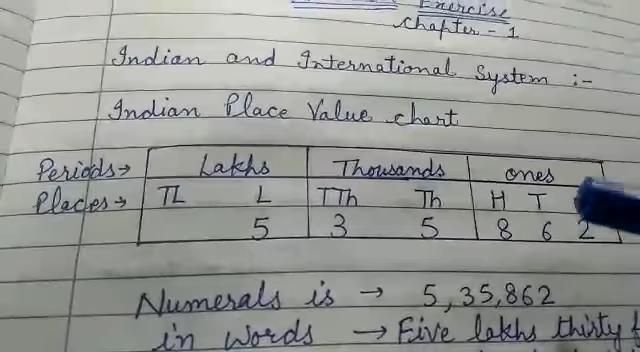 Exercise
Chapter - 1
Indian and International System :-
Indian Place Value chart
Periods→ Lakhs Thousands ones
Places→ TL L TTh Th H T
5 3 5 8 6 2
Numerals is → 5,35,862
in words → Five lakhs thirty